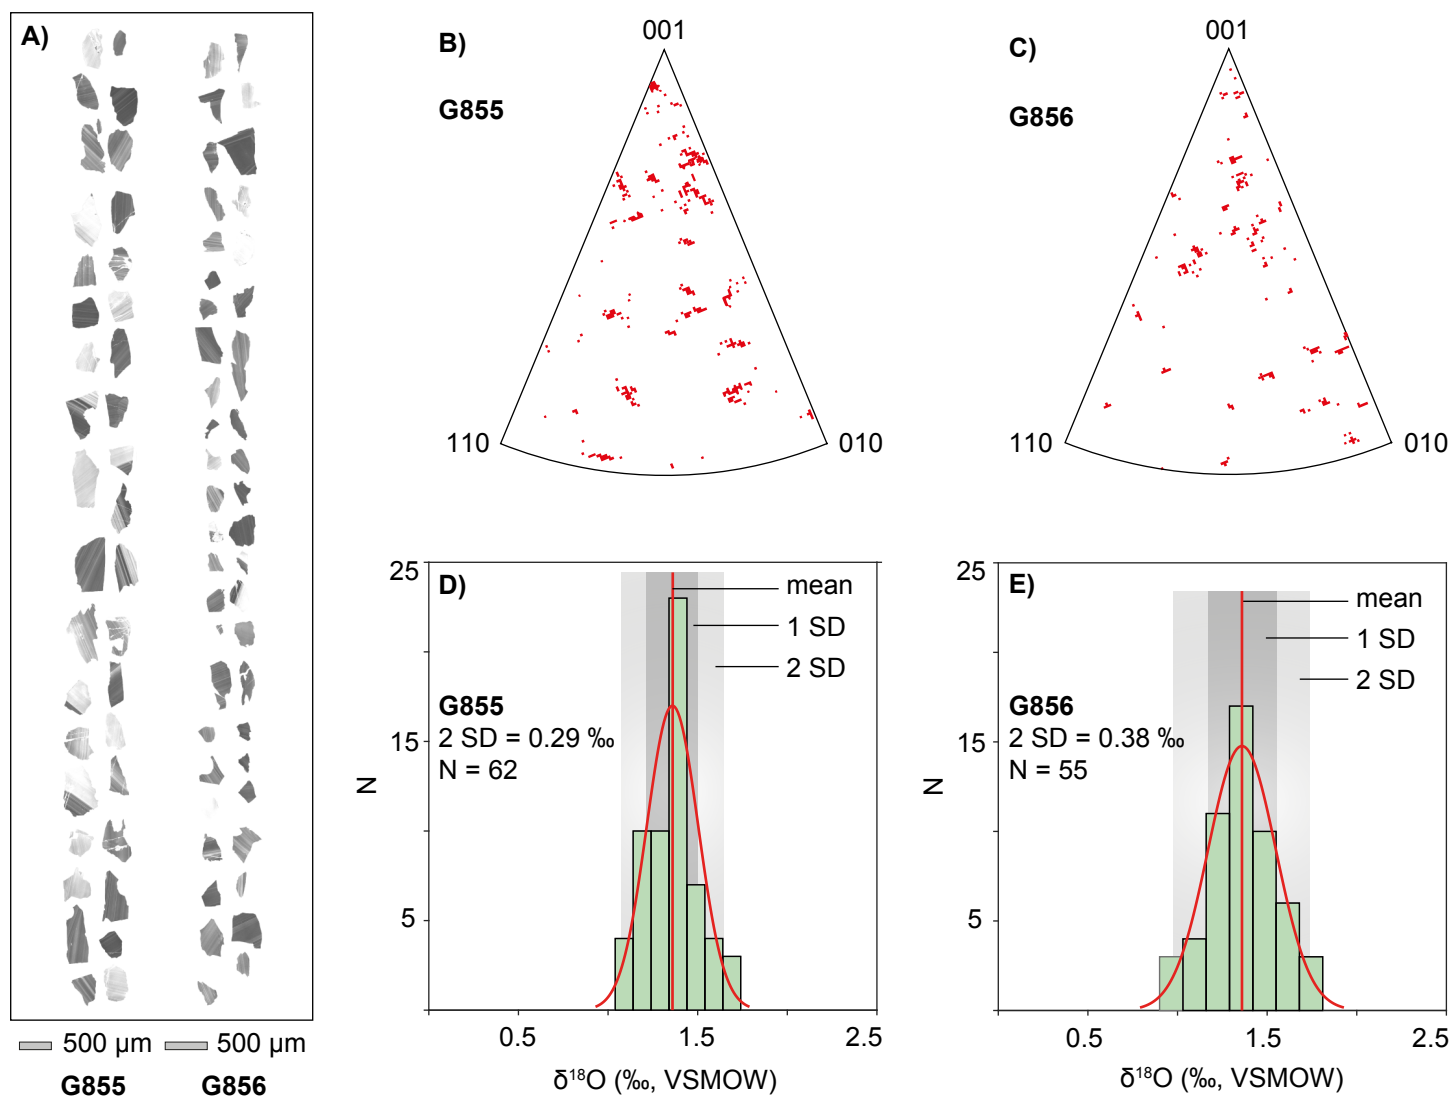 A)
500 µm
500 µm
G855
G856
B)
001
G855
110
010
C)
001
G856
110
010
25
D)
mean
1 SD
2 SD
G855
2 SD = 0.29 ‰
N = 62
15
N
5
0.5
1.5
2.5
δ¹⁸O (‰, VSMOW)
25
E)
mean
1 SD
2 SD
G856
2 SD = 0.38 ‰
N = 55
15
N
5
0.5
1.5
2.5
δ¹⁸O (‰, VSMOW)